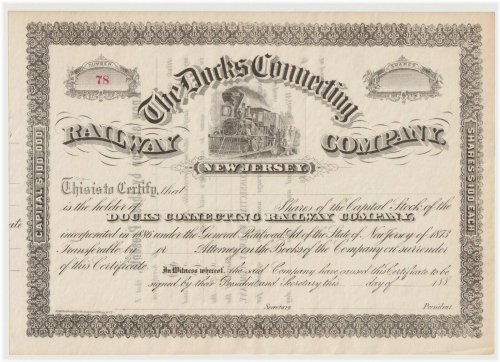 NUMBER
78
SHARES
The Docks Connecting
RAILWAY COMPANY.
(NEW JERSEY)
CAPITAL $100,000
SHARES $100 EACH
This is to Certify, that
is the holder of Shares of the Capital Stock of the
DOCKS CONNECTING RAILWAY COMPANY,
incorporated in 1886 under the General Railroad Act of the State of New Jersey of 1873
Transferable by or Attorney on the Books of the Company on surrender
of this Certificate.
In Witness whereof, the said Company have caused this Certificate to be
signed by their President and Secretary this day of 188
Secretary President